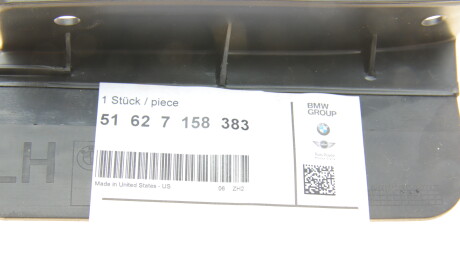 1 Stück / piece
51 62 7 158 383
BMW
GROUP
Made in United States - US
LH